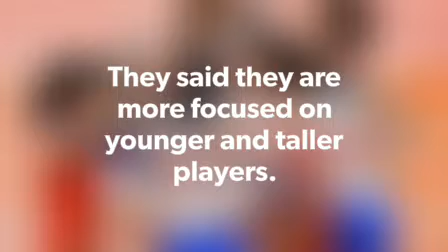 They said they are
more focused on
younger and taller
players.